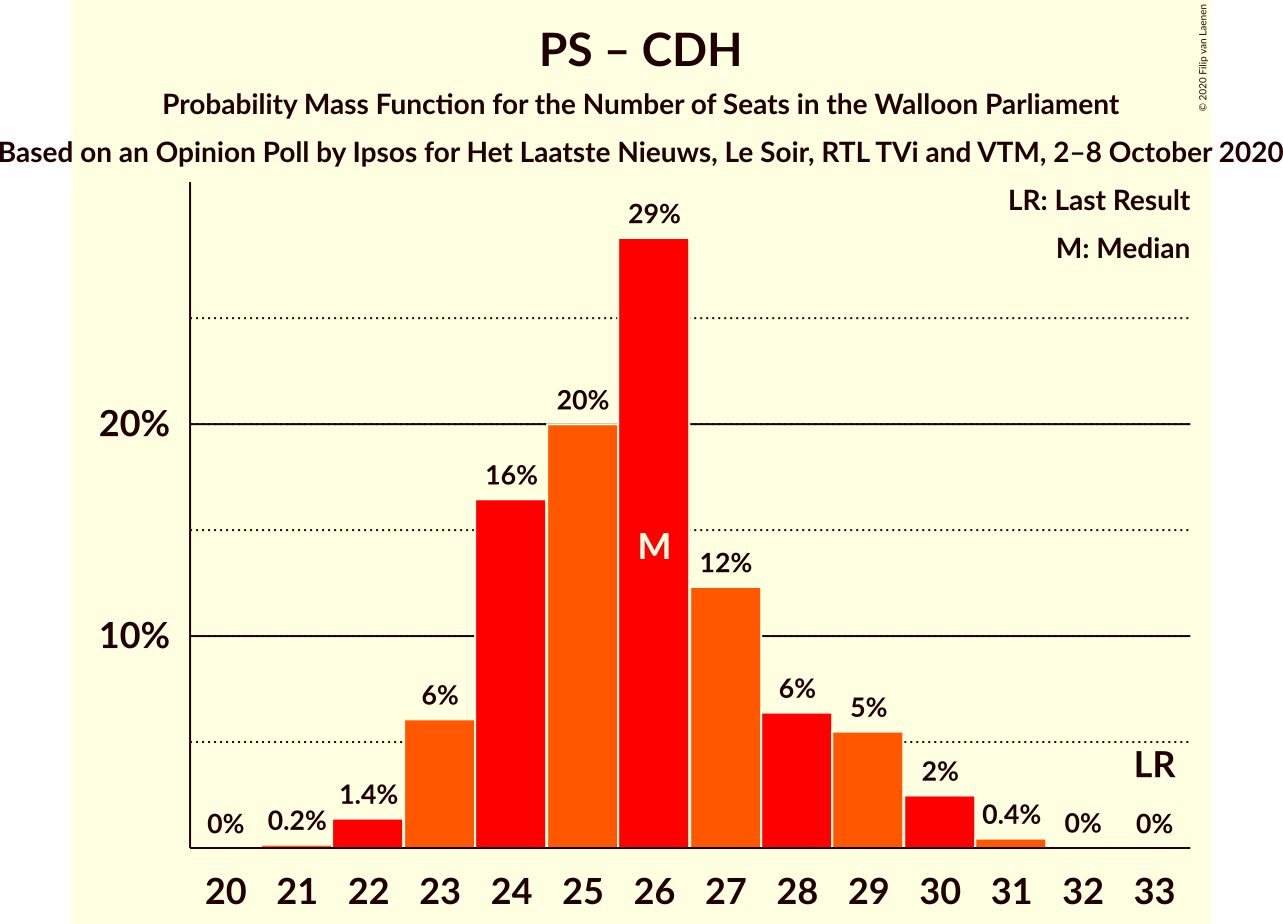 PS – CDH
Probability Mass Function for the Number of Seats in the Walloon Parliament
Based on an Opinion Poll by Ipsos for Het Laatste Nieuws, Le Soir, RTL TVi and VTM, 2–8 October 2020
© 2020 Filip van Laenen
LR: Last Result
M: Median
29%
20%
20%
16%
M
12%
10%
6%
6%
5%
LR
2%
1.4%
0%
0.2%
0.4%
0%
0%
20 21 22 23 24 25 26 27 28 29 30 31 32 33